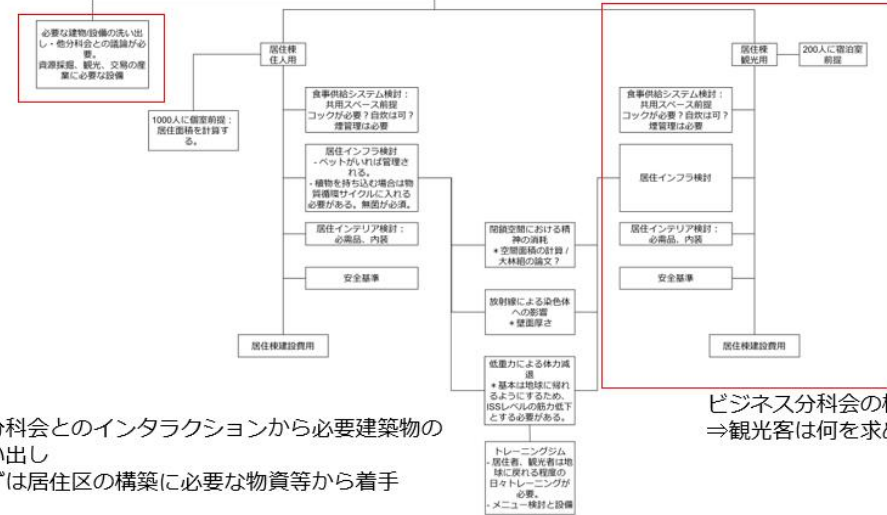 必要な建物/設備の洗い出
し・他分科会との議論が必
要。
資源採掘、観光、交易の産
業に必要な設備
1000人に個室前提：
居住面積を計算す
る。
居住棟
住人用
食事供給システム検討：
共用スペース前提
コックが必要？自炊は可？
煙管理は必要
居住インフラ検討
- ペットがいれば管理さ
れる。
- 植物を持ち込む場合は物
質循環サイクルに入れる
必要がある。無菌が必須。
居住インテリア検討：
必需品、内装
安全基準
居住棟建設費用
閉鎖空間における精
神の消耗
* 空間面積の計算 /
大林組の論文？
放射線による染色体
への影響
* 壁面厚さ
低重力による体力減
退
* 基本は地球に帰れ
るようにするため、
ISSレベルの筋力低下
とする必要がある。
トレーニングジム
- 居住者、観光者は地
球に戻れる程度の
日々トレーニングが
必要。
- メニュー検討と設備
居住棟
観光用
200人に宿泊室
前提
食事供給システム検討：
共用スペース前提
コックが必要？自炊は可？
煙管理は必要
居住インフラ検討
居住インテリア検討：
必需品、内装
安全基準
居住棟建設費用
分科会とのインタラクションから必要建築物の
い出し
ずは居住区の構築に必要な物資等から着手
ビジネス分科会の
⇒観光客は何を求